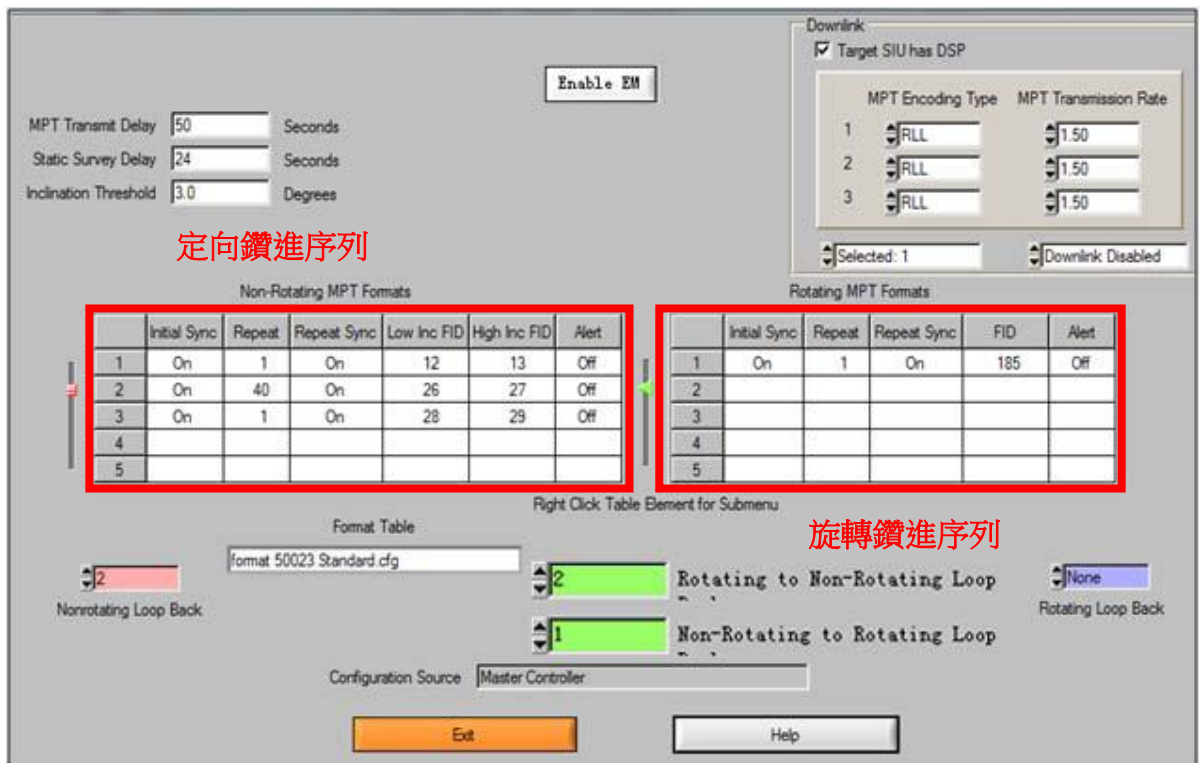 Downlink
Target SIU has DSP
Enable EM
MPT Encoding Type MPT Transmission Rate
1 RLL 1.50
2 RLL 1.50
3 RLL 1.50
Selected: 1 Downlink Disabled
MPT Transmit Delay 50 Seconds
Static Survey Delay 24 Seconds
Inclination Threshold 3.0 Degrees
定向鑽進序列
Non-Rotating MPT Formats
Initial Sync Repeat Repeat Sync Low Inc FID High Inc FID Alert
1 On 1 On 12 13 Off
2 On 40 On 26 27 Off
3 On 1 On 28 29 Off
4
5
Rotating MPT Formats
Initial Sync Repeat Repeat Sync FID Alert
1 On 1 On 185 Off
2
3
4
5
Right Click Table Element for Submenu
旋轉鑽進序列
Format Table
format 50023 Standard.cfg
2
Nonrotating Loop Back
2 Rotating to Non-Rotating Loop
1 Non-Rotating to Rotating Loop
None
Rotating Loop Back
Configuration Source Master Controller
Exit
Help